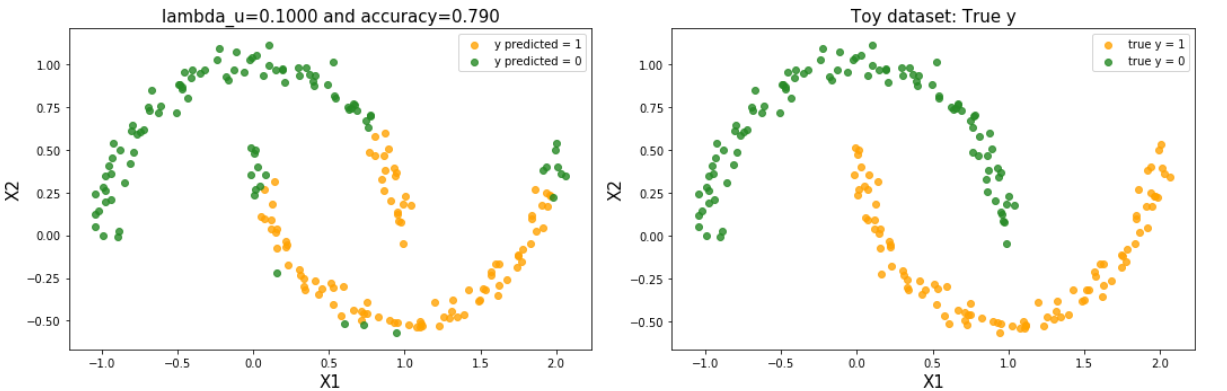 lambda_u=0.1000 and accuracy=0.790
y predicted = 1
y predicted = 0
1.00
0.75
0.50
0.25
0.00
−0.25
−0.50
X2
−1.0 −0.5 0.0 0.5 1.0 1.5 2.0
X1
Toy dataset: True y
true y = 1
true y = 0
1.00
0.75
0.50
0.25
0.00
−0.25
−0.50
X2
−1.0 −0.5 0.0 0.5 1.0 1.5 2.0
X1